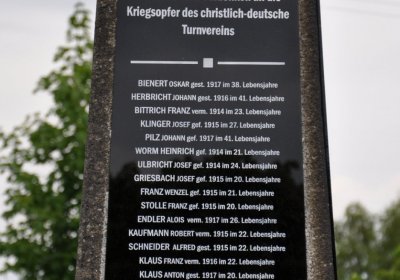 Kriegsopfer des christlich-deutsche
Turnvereins
BIENERT OSKAR gest. 1917 im 38. Lebensjahre
HERBRICHT JOHANN gest. 1916 im 41. Lebensjahre
BITTRICH FRANZ verm. 1914 im 23. Lebensjahre
KLINGER JOSEF gef. 1915 im 27. Lebensjahre
PILZ JOHANN gef. 1917 im 41. Lebensjahre
WORM HEINRICH gef. 1914 im 21. Lebensjahre
ULBRICHT JOSEF gef. 1914 im 24. Lebensjahre
GRIESBACH JOSEF gef. 1915 im 20. Lebensjahre
FRANZ WENZEL gef. 1915 im 21. Lebensjahre
STOLLE FRANZ gef. 1915 im 20. Lebensjahre
ENDLER ALOIS verm. 1917 im 26. Lebensjahre
KAUFMANN ROBERT verm. 1915 im 22. Lebensjahre
SCHNEIDER ALFRED gest. 1915 im 22. Lebensjahre
KLAUS FRANZ verm. 1916 im 22. Lebensjahre
KLAUS ANTON gest. 1917 im 20. Lebensjahre